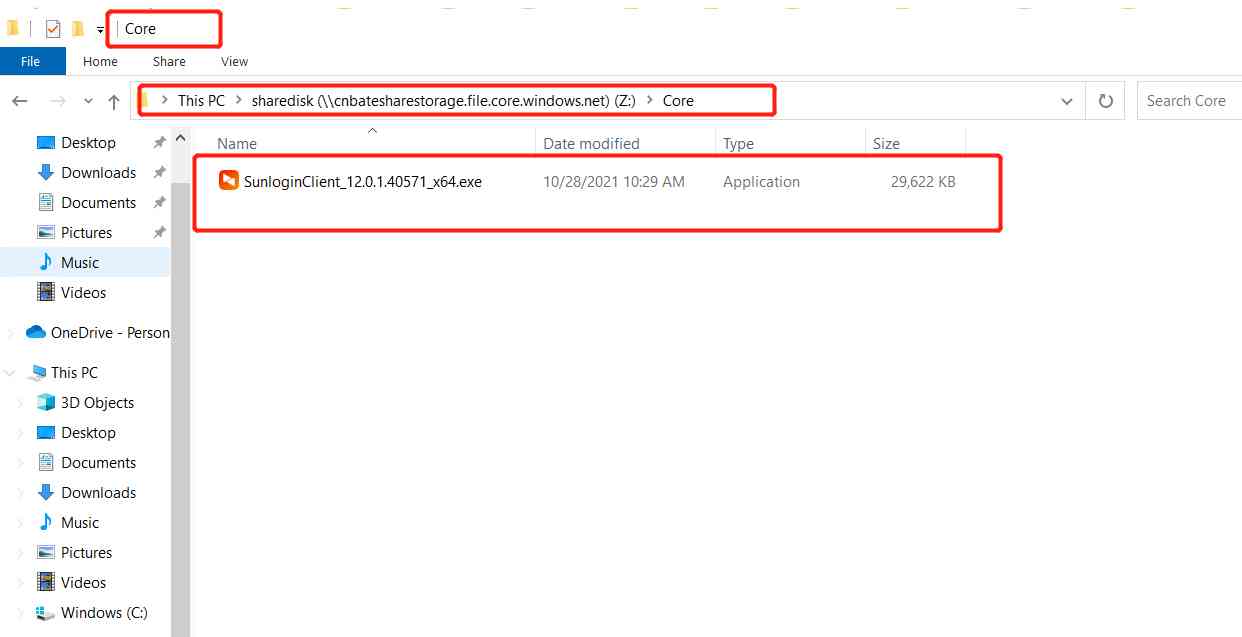 Core
File Home Share View
This PC sharedisk (\\cnbatesharestorage.file.core.windows.net) (Z:) Core
Search Core
Name Date modified Type Size
SunloginClient_12.0.1.40571_x64.exe 10/28/2021 10:29 AM Application 29,622 KB
Desktop
Downloads
Documents
Pictures
Music
Videos
OneDrive - Person
This PC
3D Objects
Desktop
Documents
Downloads
Music
Pictures
Videos
Windows (C:)